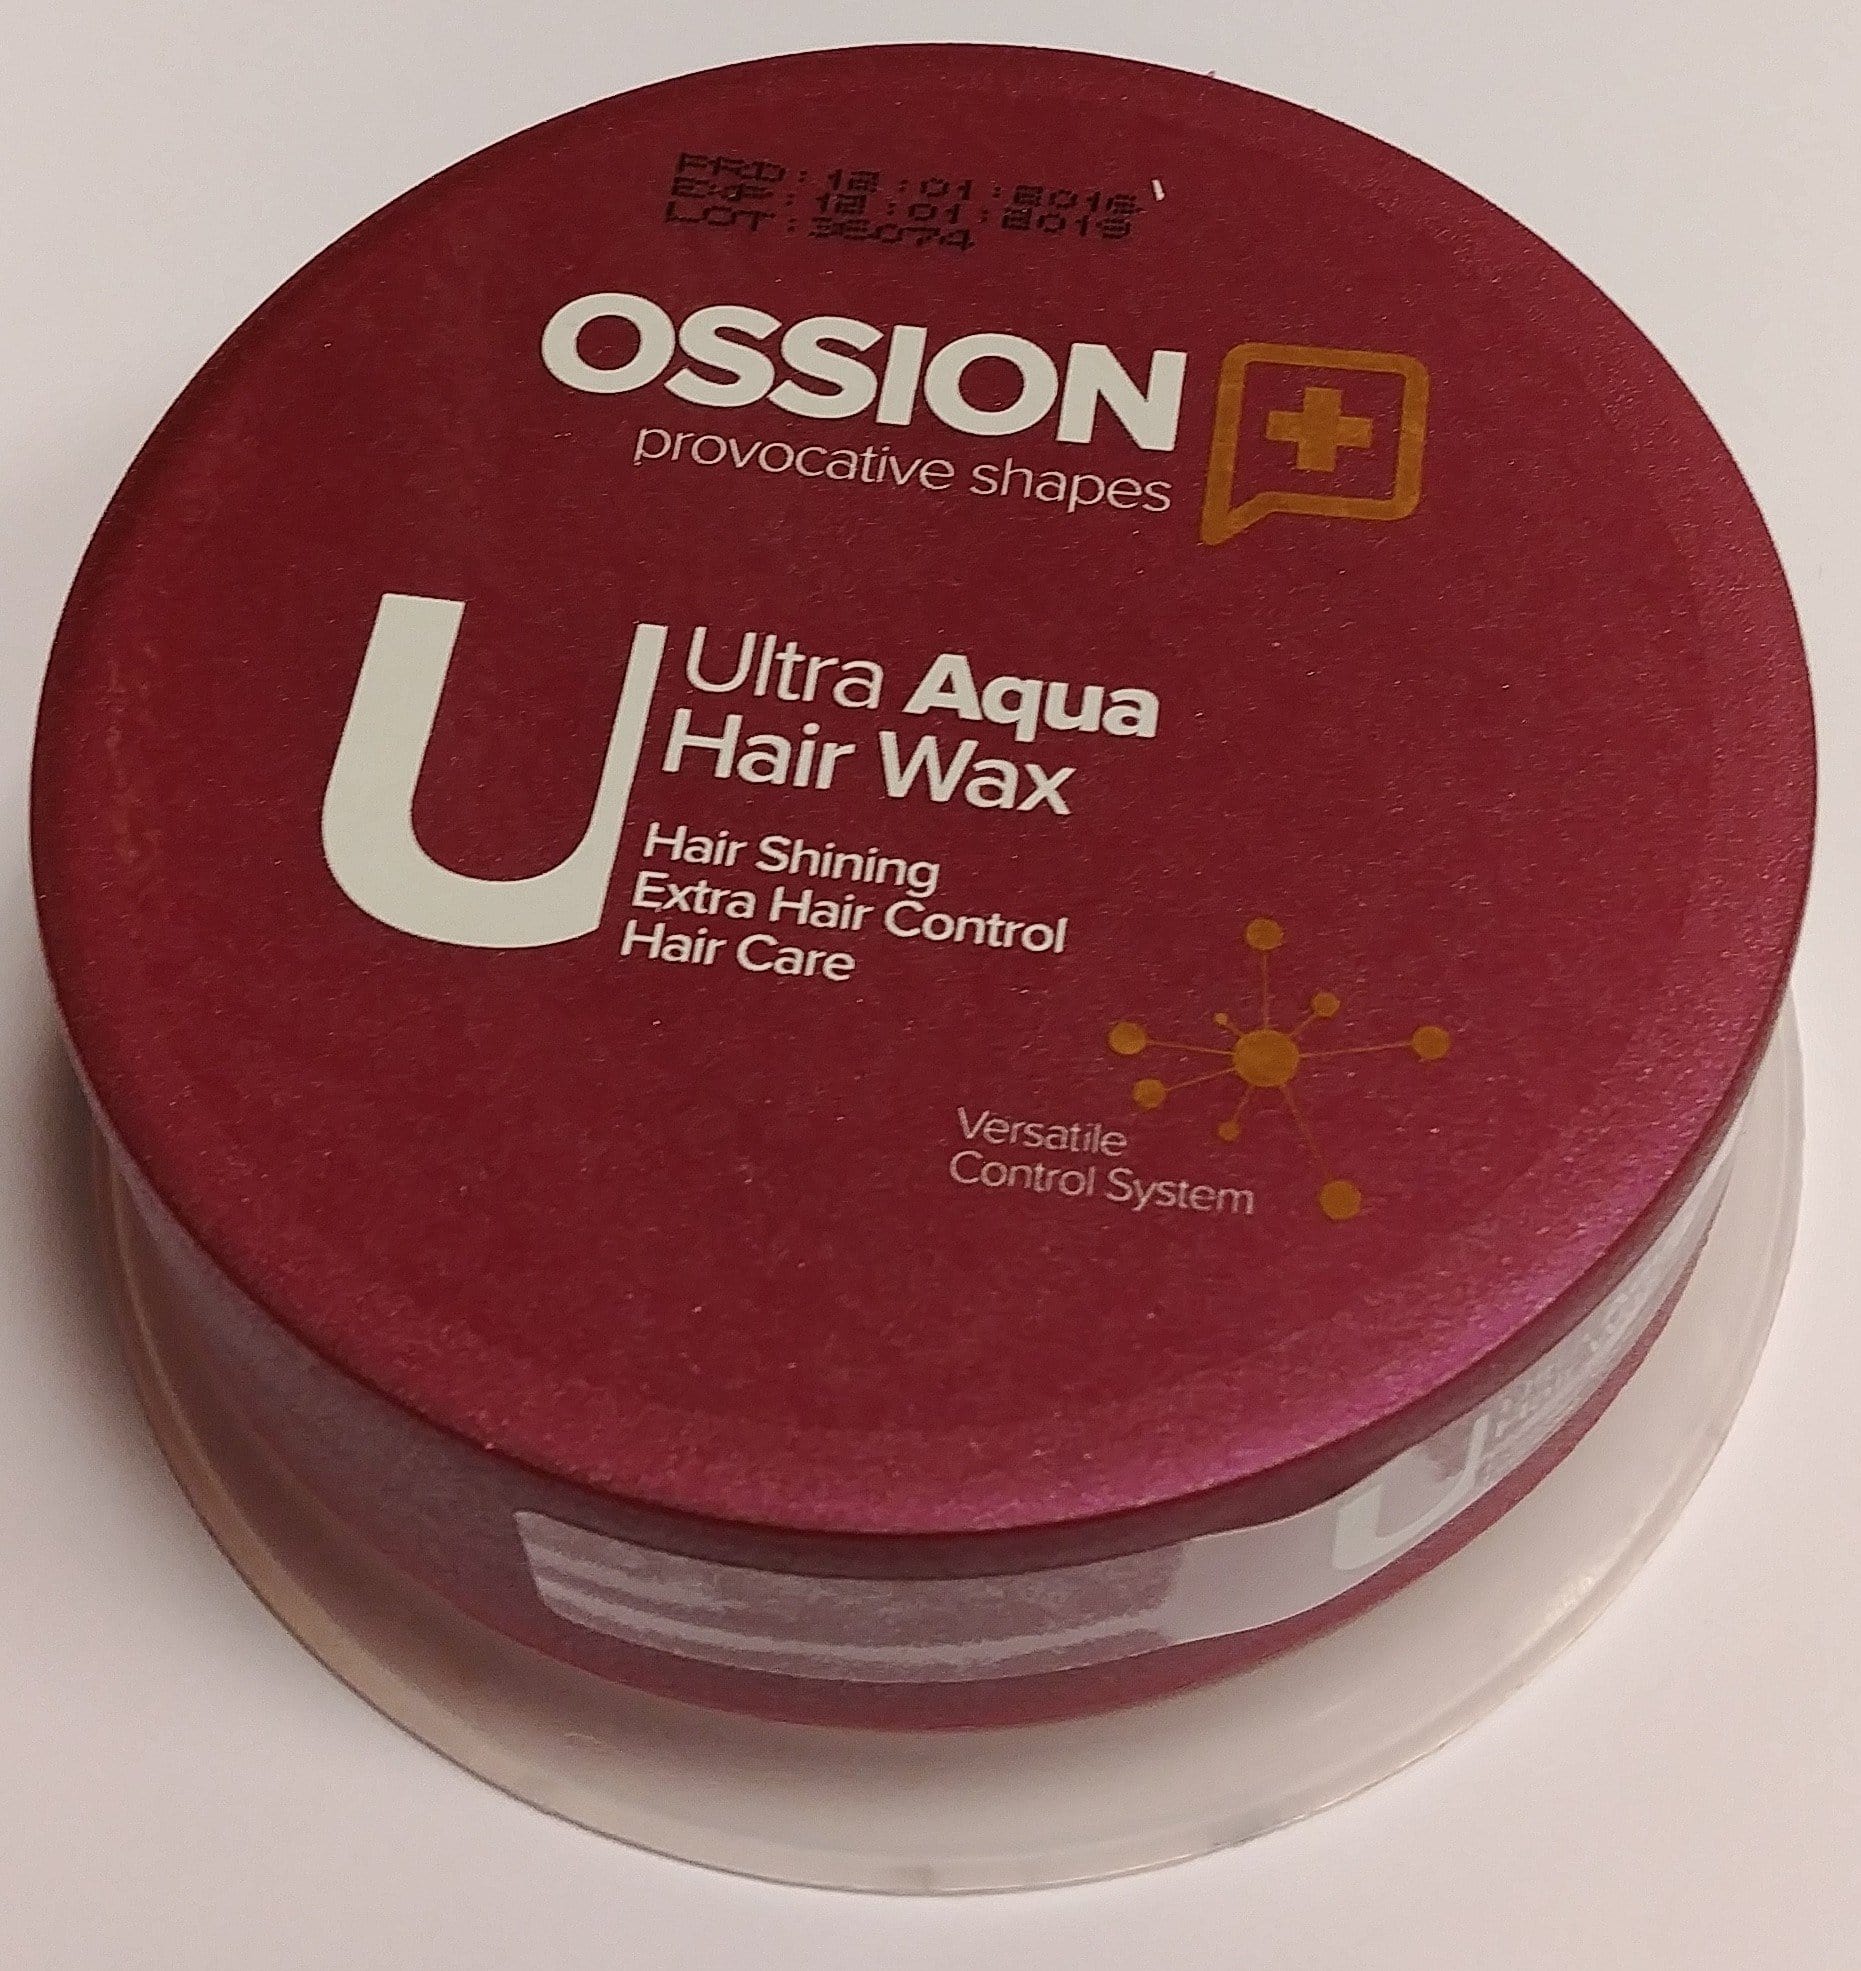 PRD:12:01:2016
EXP:12:01:2019
LOT:3E074
OSSION
provocative shapes
U
Ultra Aqua
Hair Wax
Hair Shining
Extra Hair Control
Hair Care
Versatile
Control System
U